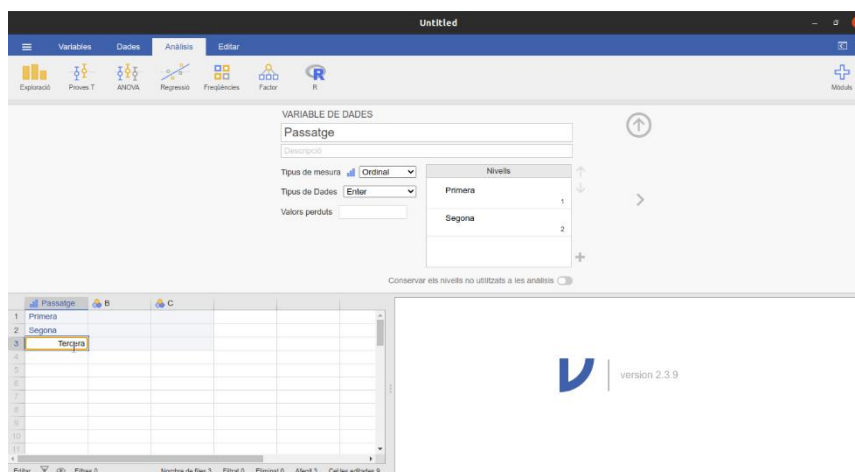 Untitled
Variables Dades Anàlisis Editar
Exploració Proves T ANOVA Regressió Freqüències Factor R Mòduls
VARIABLE DE DADES
Passatge
Descripció
Tipus de mesura Ordinal
Tipus de Dades Enter
Valors perduts
Nivells
Primera
1
Segona
2
Conservar els nivells no utilitzats a les anàlisis
Passatge B C
1 Primera
2 Segona
3 Tercera
4
5
6
7
8
9
10
11
version 2.3.9
Editar Filtres 0 Nombre de files 3 Filtrat 0 Eliminat 0 Afegit 3 Cel·les editades 9